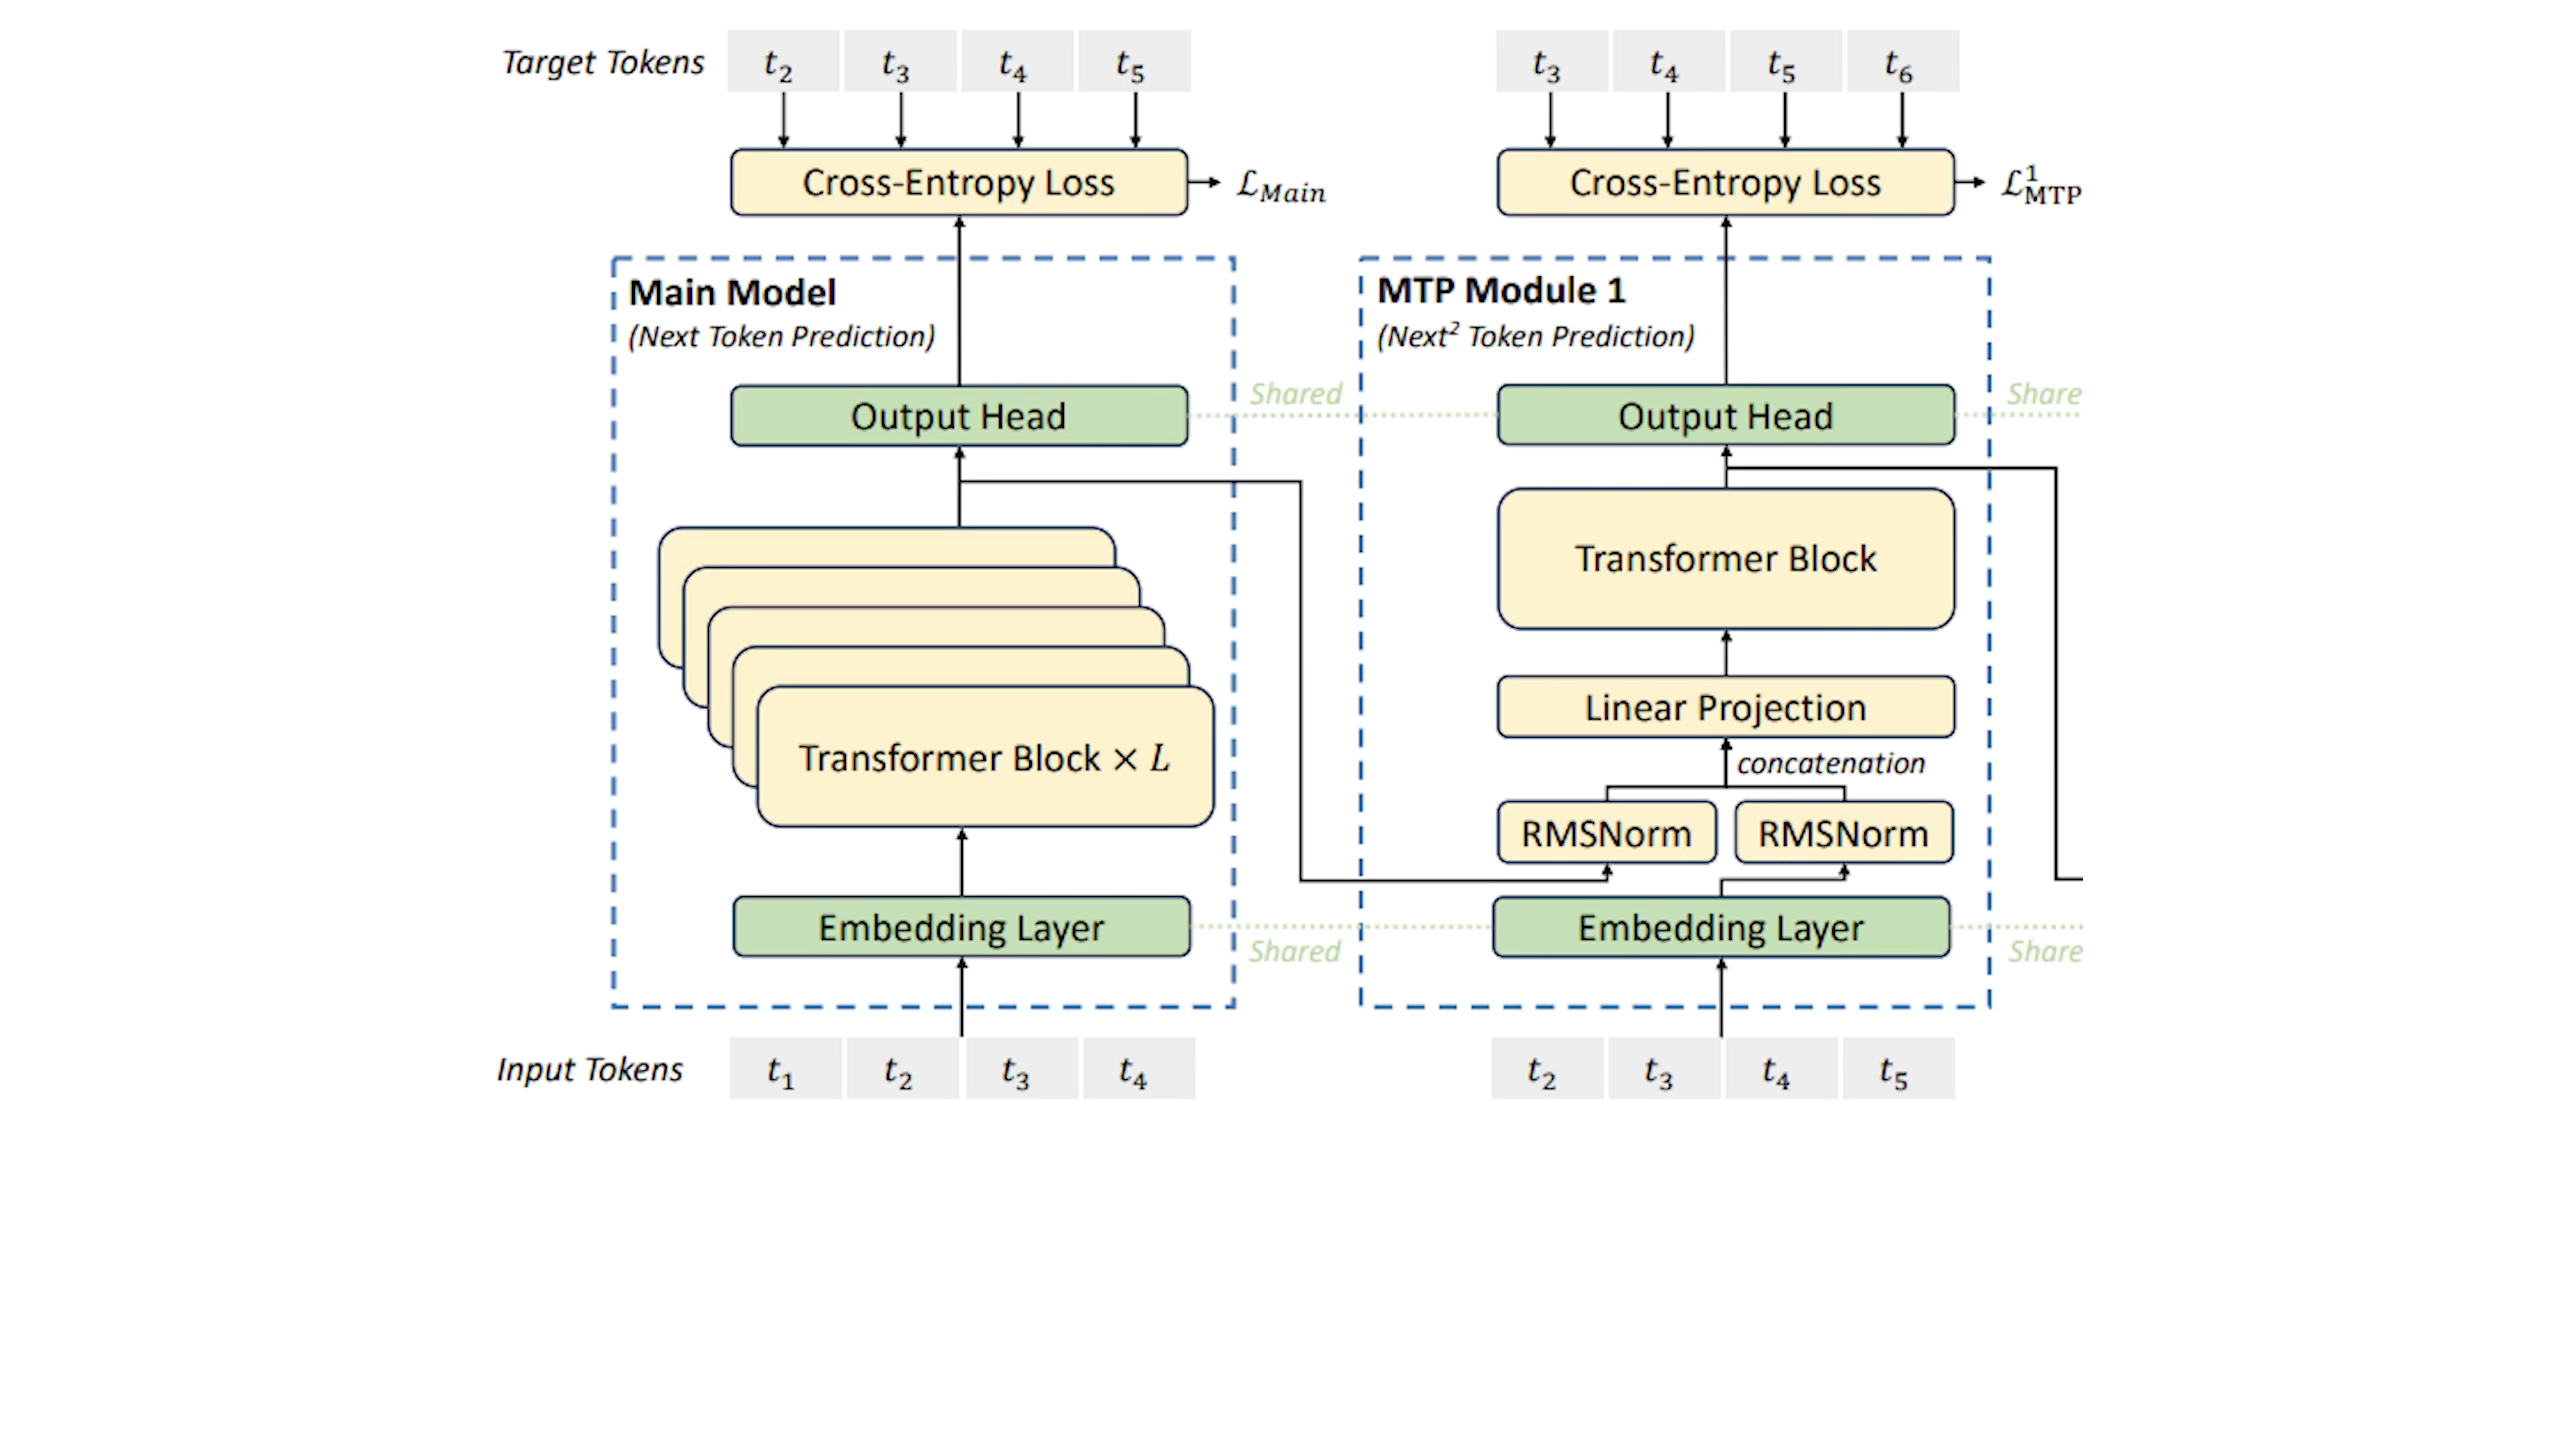 Target Tokens t₂ t₃ t₄ t₅ t₃ t₄ t₅ t₆
Cross-Entropy Loss ℒ_Main Cross-Entropy Loss ℒ¹_MTP
Main Model MTP Module 1
(Next Token Prediction) (Next² Token Prediction)
Shared Share
Output Head Output Head
Transformer Block
Linear Projection
Transformer Block × L concatenation
RMSNorm RMSNorm
Embedding Layer Embedding Layer
Shared Share
Input Tokens t₁ t₂ t₃ t₄ t₂ t₃ t₄ t₅